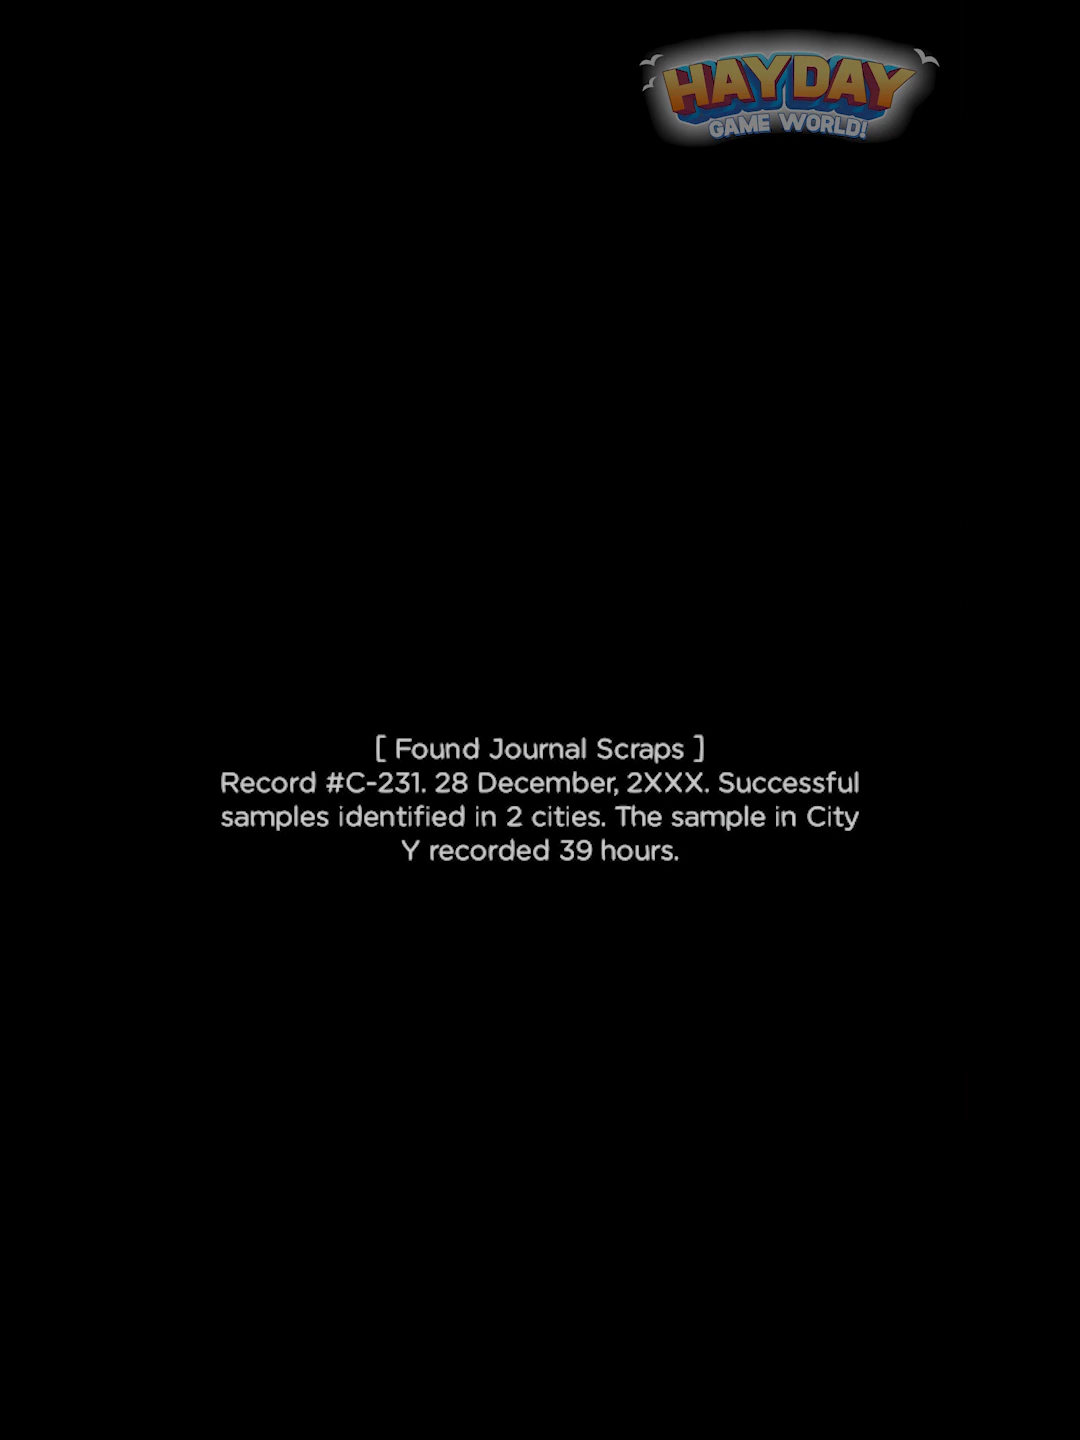 HAYDAY
GAME WORLD!
[ Found Journal Scraps ]
Record #C-231. 28 December, 2XXX. Successful
samples identified in 2 cities. The sample in City
Y recorded 39 hours.